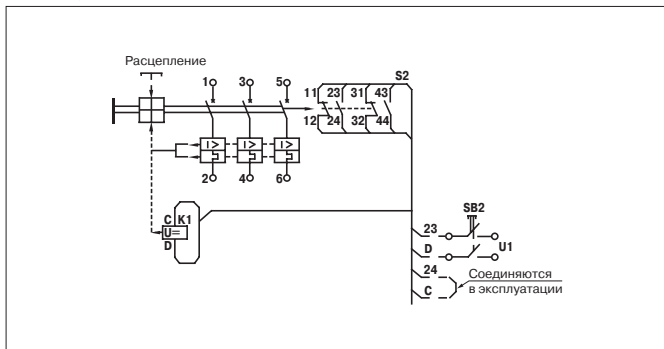 Расцепление
1 3 5
S2
11 23 31 43
12 24 32 44
I> I> I>
2 4 6
C K1
U=
D
SB2
23
D U1
24
C
Соединяются
в эксплуатации